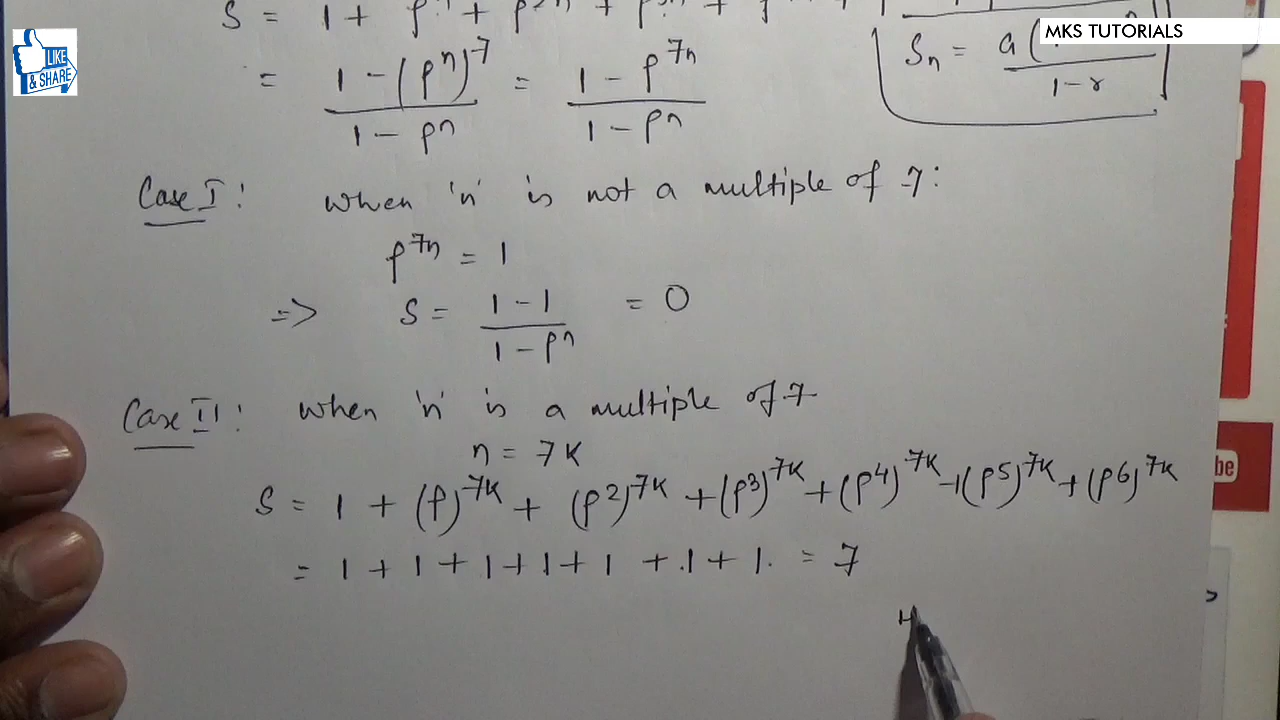 S = 1 + ρ + ρ²ⁿ + ρ³ⁿ +
MKS TUTORIALS
LIKE
& SHARE
= 1 - (ρⁿ)⁷ / 1 - ρⁿ = 1 - ρ⁷ⁿ / 1 - ρⁿ
Sₙ = a( / 1 - r
Case I : when 'n' is not a multiple of 7 :
ρ⁷ⁿ = 1
=> S = 1 - 1 / 1 - ρⁿ = 0
Case II : when 'n' is a multiple of 7
n = 7K
be
S = 1 + (ρ)⁷ᴷ + (ρ²)⁷ᴷ + (ρ³)⁷ᴷ + (ρ⁴)⁷ᴷ + (ρ⁵)⁷ᴷ + (ρ⁶)⁷ᴷ
= 1 + 1 + 1 + 1 + 1 + 1 + 1 = 7